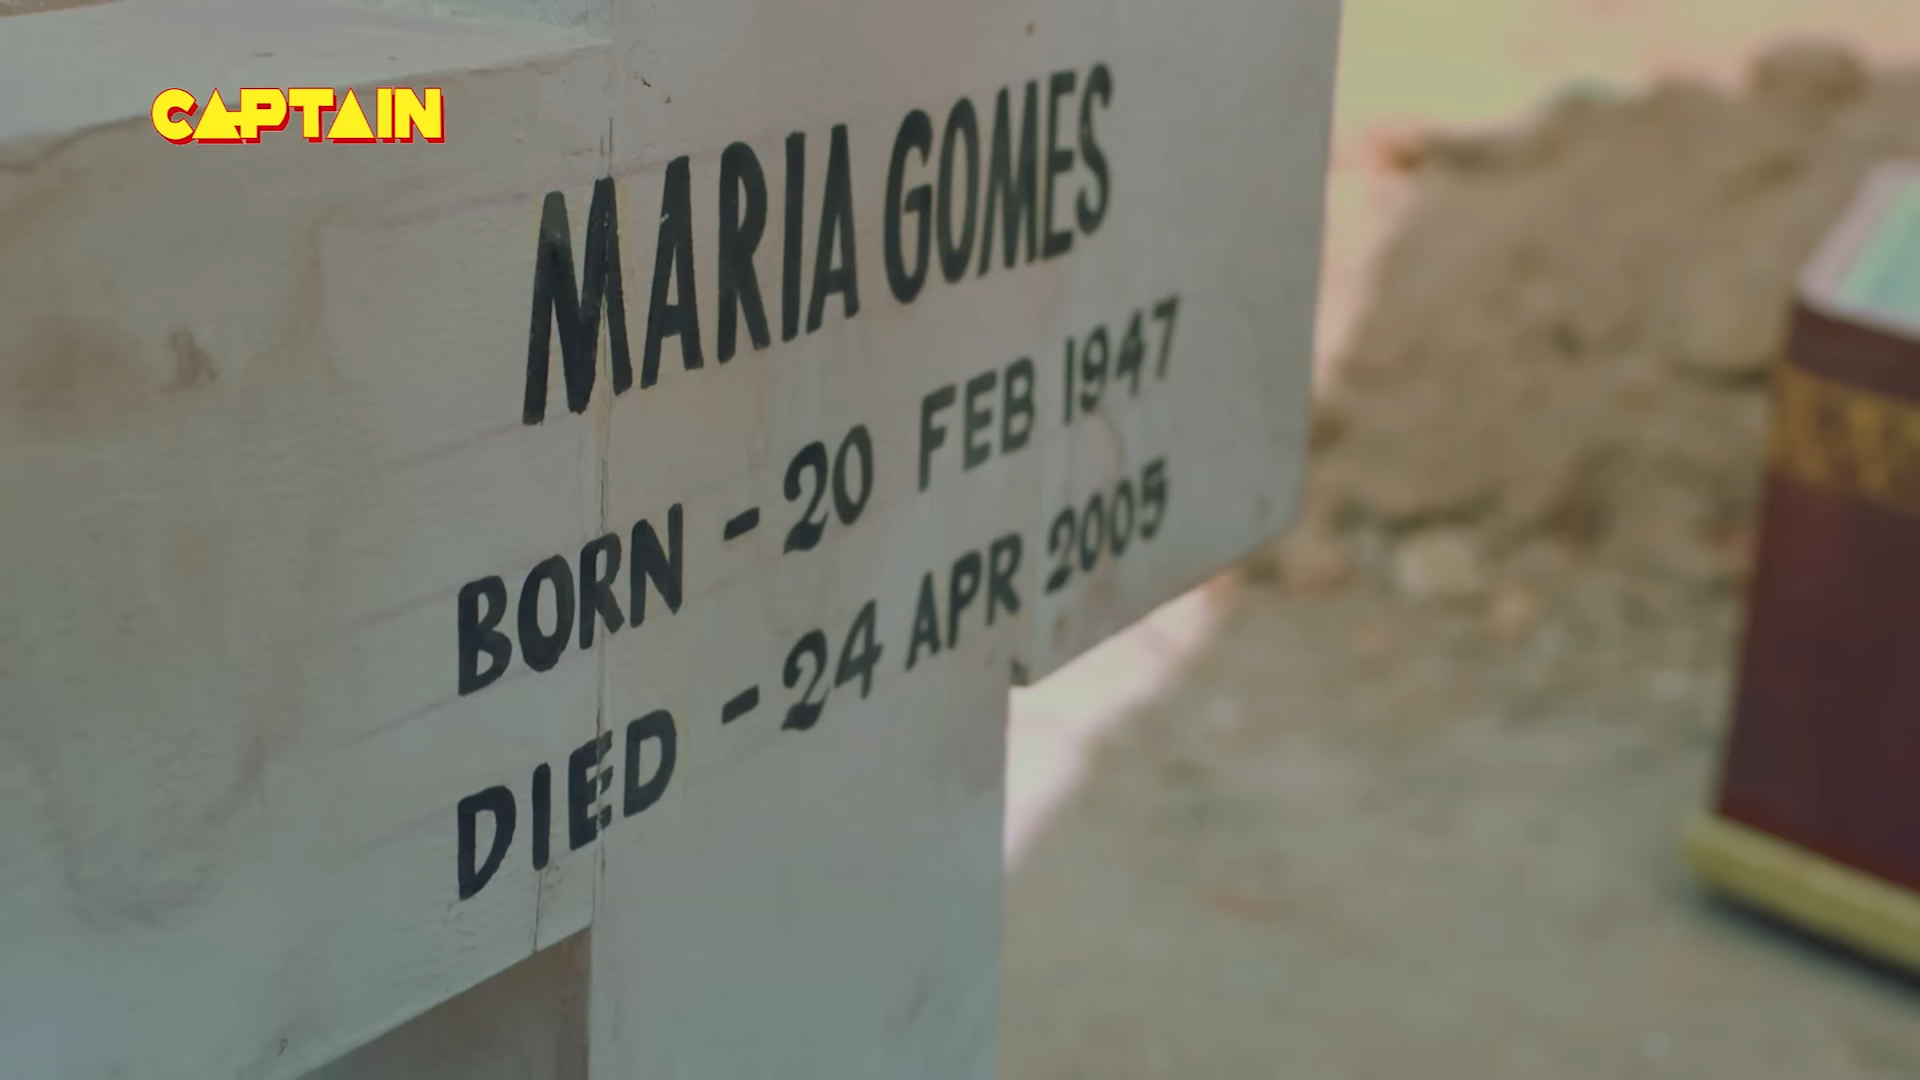 CAPTAIN
MARIA GOMES
BORN - 20 FEB 1947
DIED - 24 APR 2005